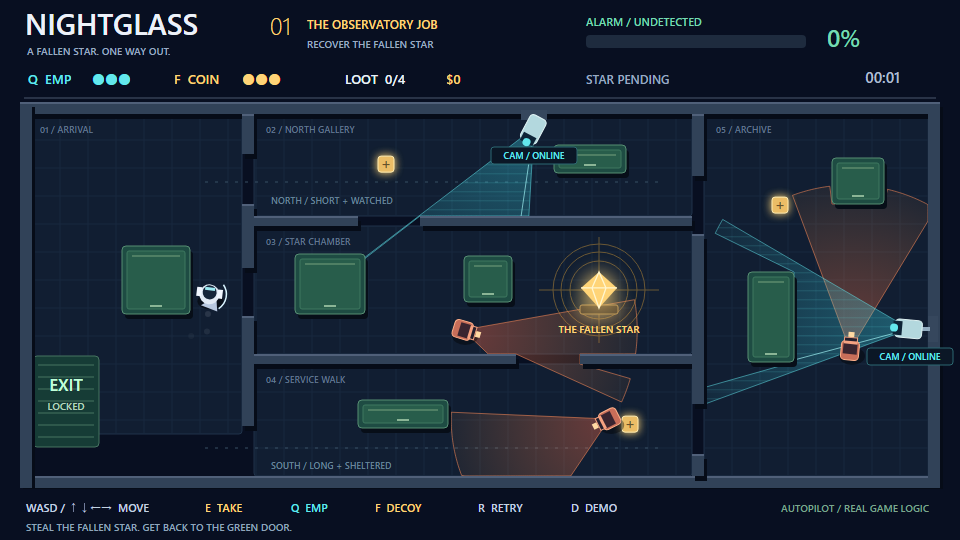 NIGHTGLASS
A FALLEN STAR. ONE WAY OUT.
01 THE OBSERVATORY JOB
RECOVER THE FALLEN STAR
ALARM / UNDETECTED
0%
Q EMP F COIN LOOT 0/4 $0 STAR PENDING 00:01
01 / ARRIVAL
02 / NORTH GALLERY
05 / ARCHIVE
CAM / ONLINE
+
NORTH / SHORT + WATCHED
+
03 / STAR CHAMBER
THE FALLEN STAR
CAM / ONLINE
EXIT
LOCKED
04 / SERVICE WALK
+
SOUTH / LONG + SHELTERED
WASD / ↑ ↓ ← → MOVE E TAKE Q EMP F DECOY R RETRY D DEMO AUTOPILOT / REAL GAME LOGIC
STEAL THE FALLEN STAR. GET BACK TO THE GREEN DOOR.